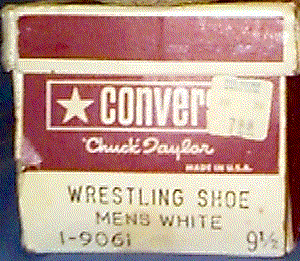 ★ conver
"Chuck" Taylor
MADE IN U.S.A.
WRESTLING SHOE
MENS WHITE
1-9061 9½